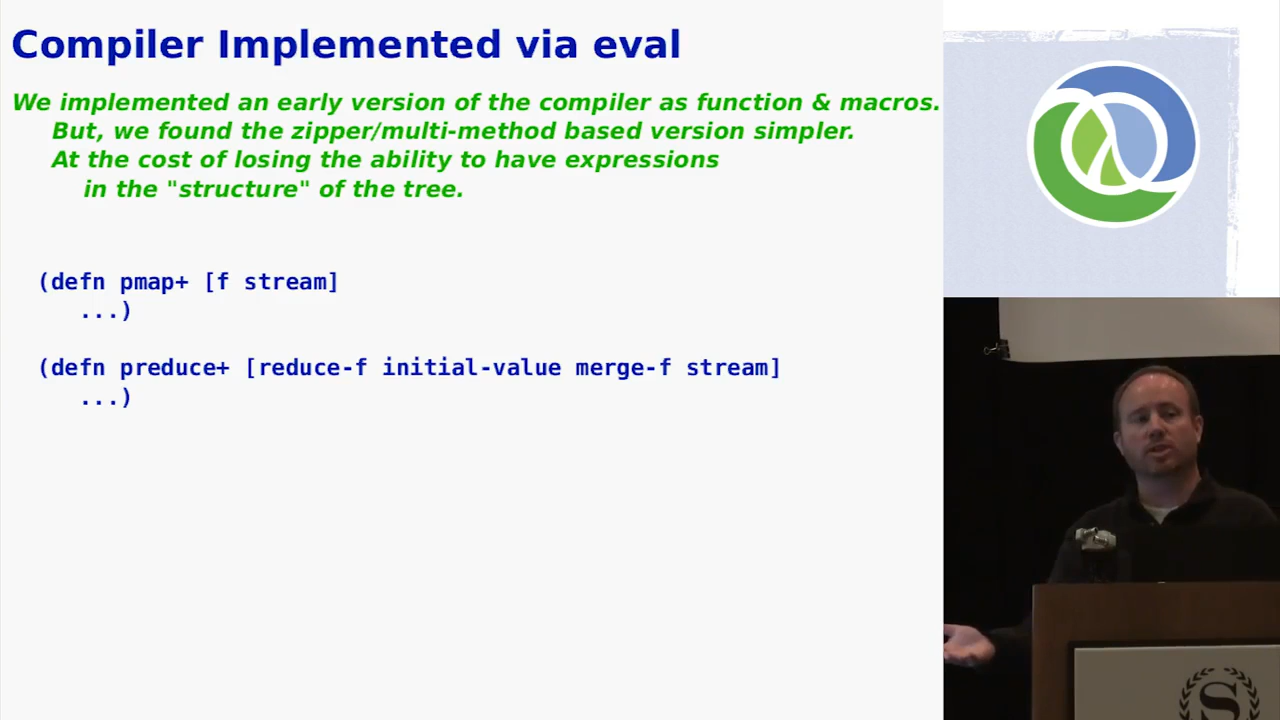 Compiler Implemented via eval
We implemented an early version of the compiler as function & macros.
But, we found the zipper/multi-method based version simpler.
At the cost of losing the ability to have expressions
in the "structure" of the tree.
(defn pmap+ [f stream]
...)
(defn preduce+ [reduce-f initial-value merge-f stream]
...)
S